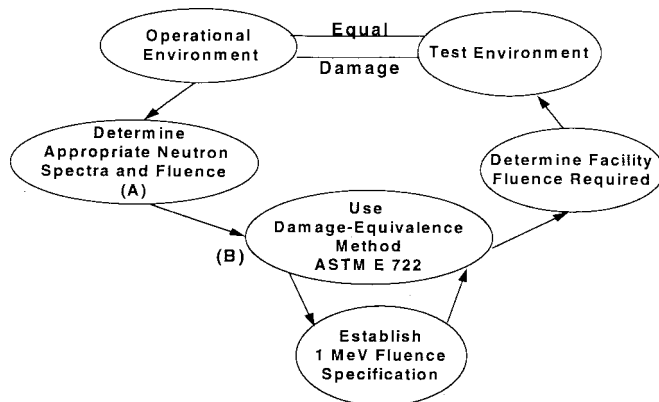 Operational
Environment
Equal
Damage
Test Environment
Determine
Appropriate Neutron
Spectra and Fluence
(A)
Determine Facility
Fluence Required
(B)
Use
Damage-Equivalence
Method
ASTM E 722
Establish
1 MeV Fluence
Specification